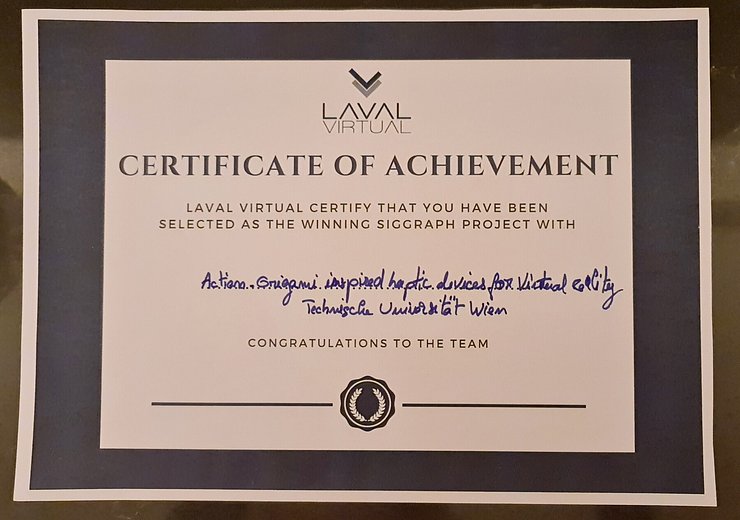 LAVAL
VIRTUAL
CERTIFICATE OF ACHIEVEMENT
LAVAL VIRTUAL CERTIFY THAT YOU HAVE BEEN
SELECTED AS THE WINNING SIGGRAPH PROJECT WITH
Origami inspired haptic devices for Virtual
Technische Universität Wien
CONGRATULATIONS TO THE TEAM